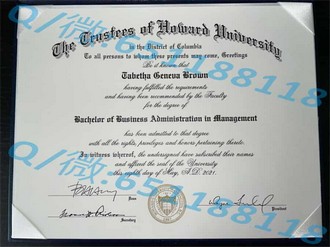 The Trustees of Howard University
in the District of Columbia
To all persons to whom these presents may come, Greetings
Be it known that
Tabetha Geneva Brown
having fulfilled the requirements
and having been recommended by the Faculty
for the degree of
Bachelor of Business Administration in Management
has been admitted to that degree
with all the rights, privileges and honors pertaining thereto.
In witness whereof, the undersigned have subscribed their names
and affixed the seal of the University
this eighth day of May, A.D. 2021.
Dean
President
Secretary